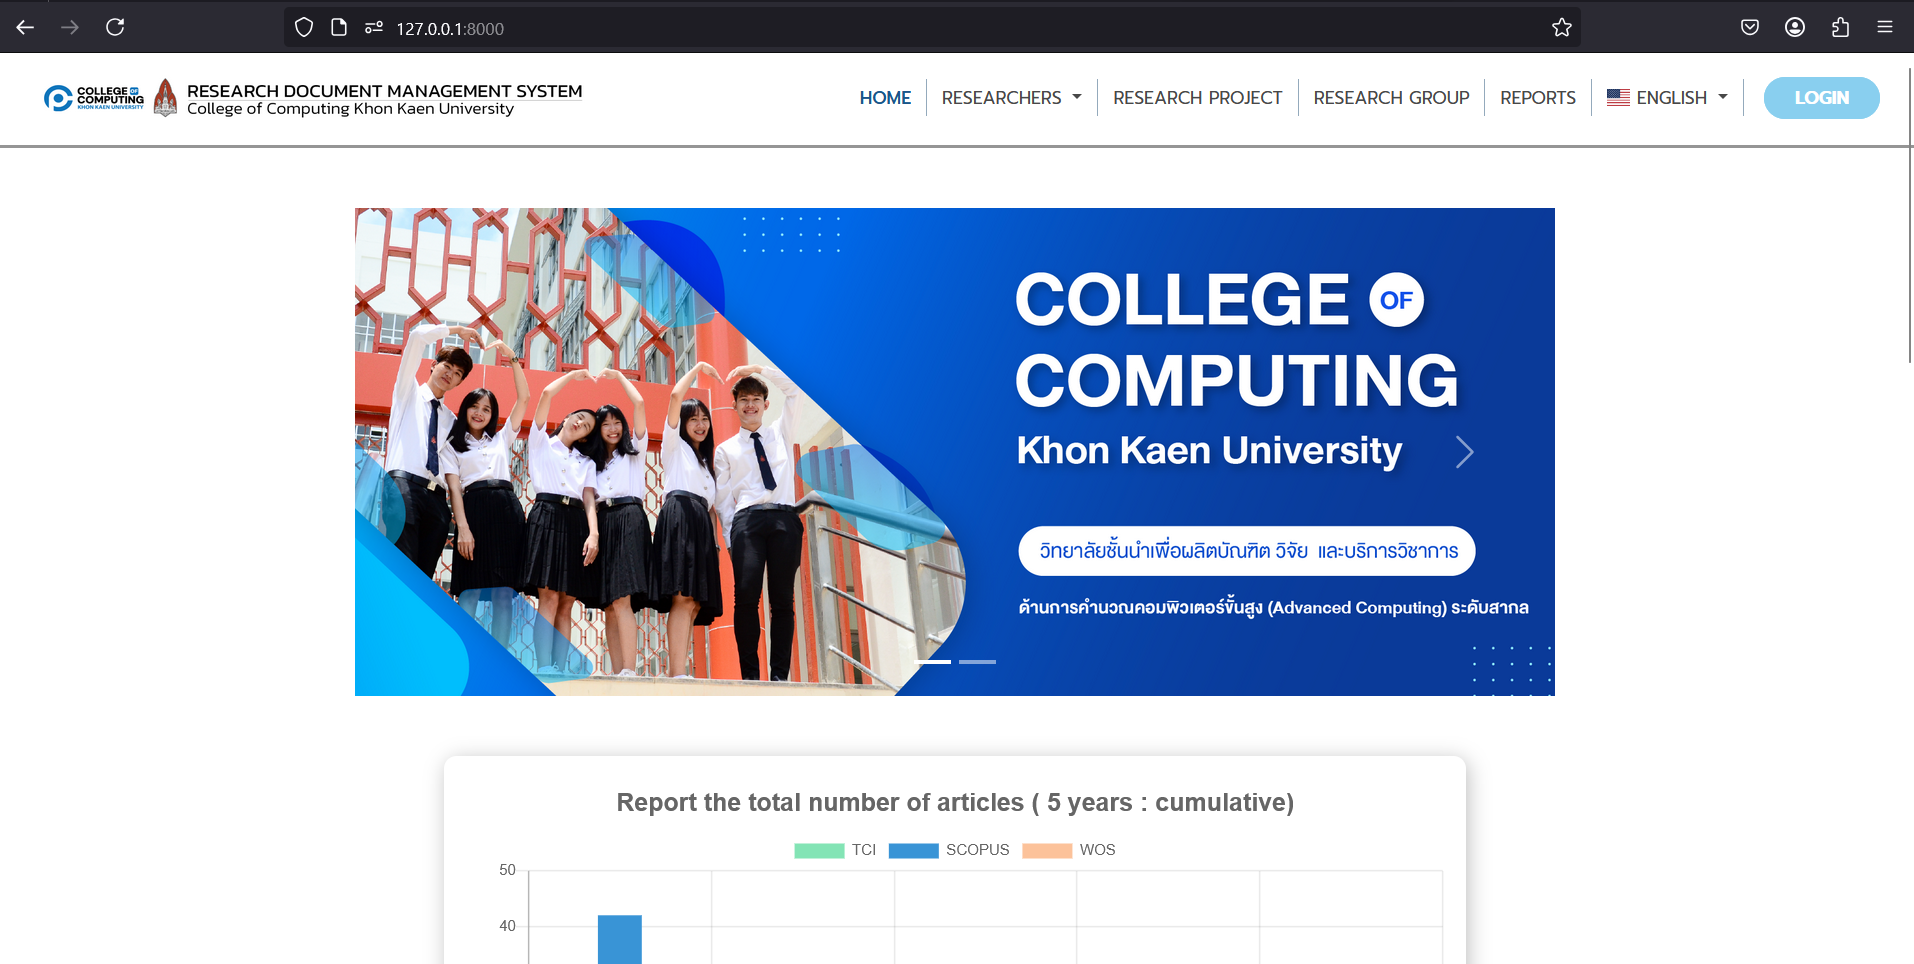 127.0.0.1:8000
COLLEGE OF
COMPUTING
KHON KAEN UNIVERSITY
RESEARCH DOCUMENT MANAGEMENT SYSTEM
College of Computing Khon Kaen University
HOME
RESEARCHERS
RESEARCH PROJECT
RESEARCH GROUP
REPORTS
ENGLISH
LOGIN
COLLEGE OF
COMPUTING
Khon Kaen University
วิทยาลัยชั้นนำเพื่อผลิตบัณฑิต วิจัย และบริการวิชาการ
ด้านการคำนวณคอมพิวเตอร์ขั้นสูง (Advanced Computing) ระดับสากล
Report the total number of articles ( 5 years : cumulative)
TCI SCOPUS WOS
50
40